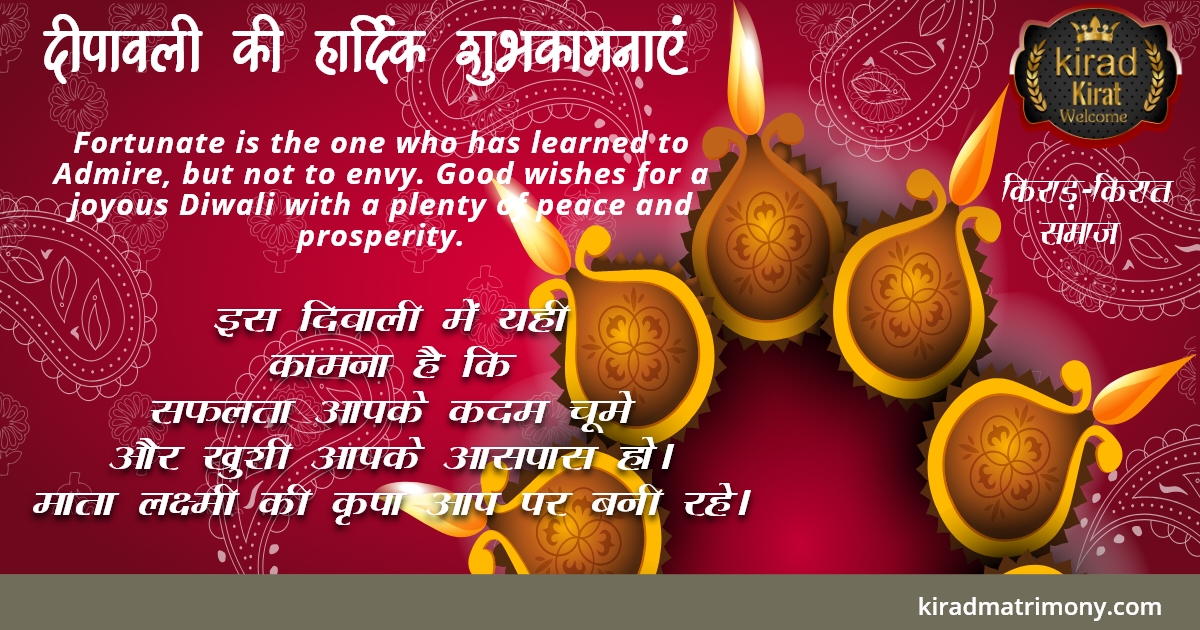 दीपावली की हार्दिक शुभकामनाएं
Fortunate is the one who has learned to
Admire, but not to envy. Good wishes for a
joyous Diwali with a plenty of peace and
prosperity.
इस दिवाली में यही
कामना है कि
सफलता आपके कदम चूमे
और खुशी आपके आसपास हो।
माता लक्ष्मी की कृपा आप पर बनी रहे।
kirad
Kirat
Welcome
किराड़-किरात
समाज
kiradmatrimony.com